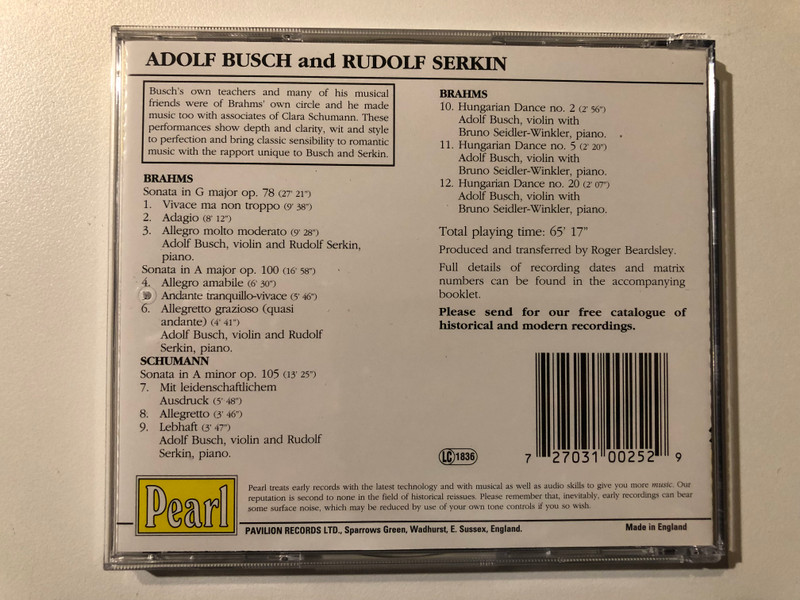 ADOLF BUSCH and RUDOLF SERKIN
Busch's own teachers and many of his musical
friends were of Brahms' own circle and he made
music too with associates of Clara Schumann. These
performances show depth and clarity, wit and style
to perfection and bring classic sensibility to romantic
music with the rapport unique to Busch and Serkin.
BRAHMS
Sonata in G major op. 78 (27' 21")
1. Vivace ma non troppo (9' 38")
2. Adagio (8' 12")
3. Allegro molto moderato (9' 28")
Adolf Busch, violin and Rudolf Serkin,
piano.
Sonata in A major op. 100 (16' 58")
4. Allegro amabile (6' 30")
Andante tranquillo-vivace (5' 46")
6. Allegretto grazioso (quasi
andante) (4' 41")
Adolf Busch, violin and Rudolf
Serkin, piano.
SCHUMANN
Sonata in A minor op. 105 (13' 25")
7. Mit leidenschaftlichem
Ausdruck (5' 48")
8. Allegretto (3' 46")
9. Lebhaft (3' 47")
Adolf Busch, violin and Rudolf
Serkin, piano.
BRAHMS
10. Hungarian Dance no. 2 (2' 56")
Adolf Busch, violin with
Bruno Seidler-Winkler, piano.
11. Hungarian Dance no. 5 (2' 20")
Adolf Busch, violin with
Bruno Seidler-Winkler, piano.
12. Hungarian Dance no. 20 (2' 07")
Adolf Busch, violin with
Bruno Seidler-Winkler, piano.
Total playing time: 65' 17"
Produced and transferred by Roger Beardsley.
Full details of recording dates and matrix
numbers can be found in the accompanying
booklet.
Please send for our free catalogue of
historical and modern recordings.
LC 1836
7 27031 00252 9
Pearl
Pearl treats early records with the latest technology and with musical as well as audio skills to give you more music. Our
reputation is second to none in the field of historical reissues. Please remember that, inevitably, early recordings can bear
some surface noise, which may be reduced by use of your own tone controls if you so wish.
PAVILION RECORDS LTD., Sparrows Green, Wadhurst, E. Sussex, England.
Made in England